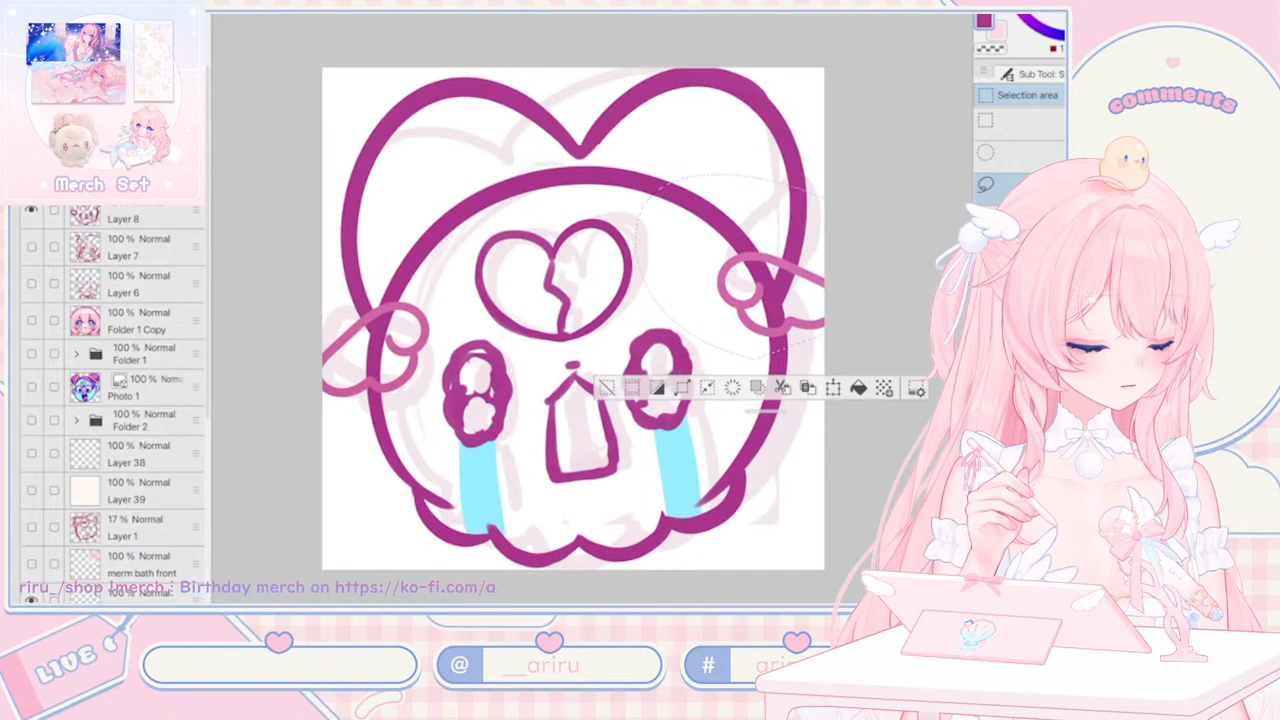 Merch Set
Layer 8
100 % Normal
Layer 7
100 % Normal
Layer 6
100 % Normal
Folder 1 Copy
100 % Normal
Folder 1
100 % Norma
Photo 1
100 % Normal
Folder 2
100 % Normal
Layer 38
100 % Normal
Layer 39
17 % Normal
Layer 1
100 % Normal
merm bath front
100 % Normal
riru_/shop !merch : Birthday merch on https://ko-fi.com/a
Sub Tool: S
Selection area
comments
LIVE
@ __ariru
# ariru